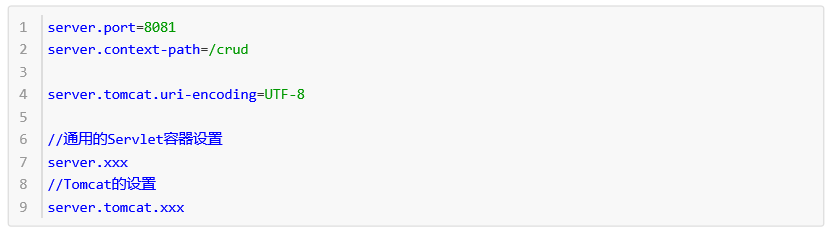 1 server.port=8081
2 server.context-path=/crud
3
4 server.tomcat.uri-encoding=UTF-8
5
6 //通用的Servlet容器设置
7 server.xxx
8 //Tomcat的设置
9 server.tomcat.xxx